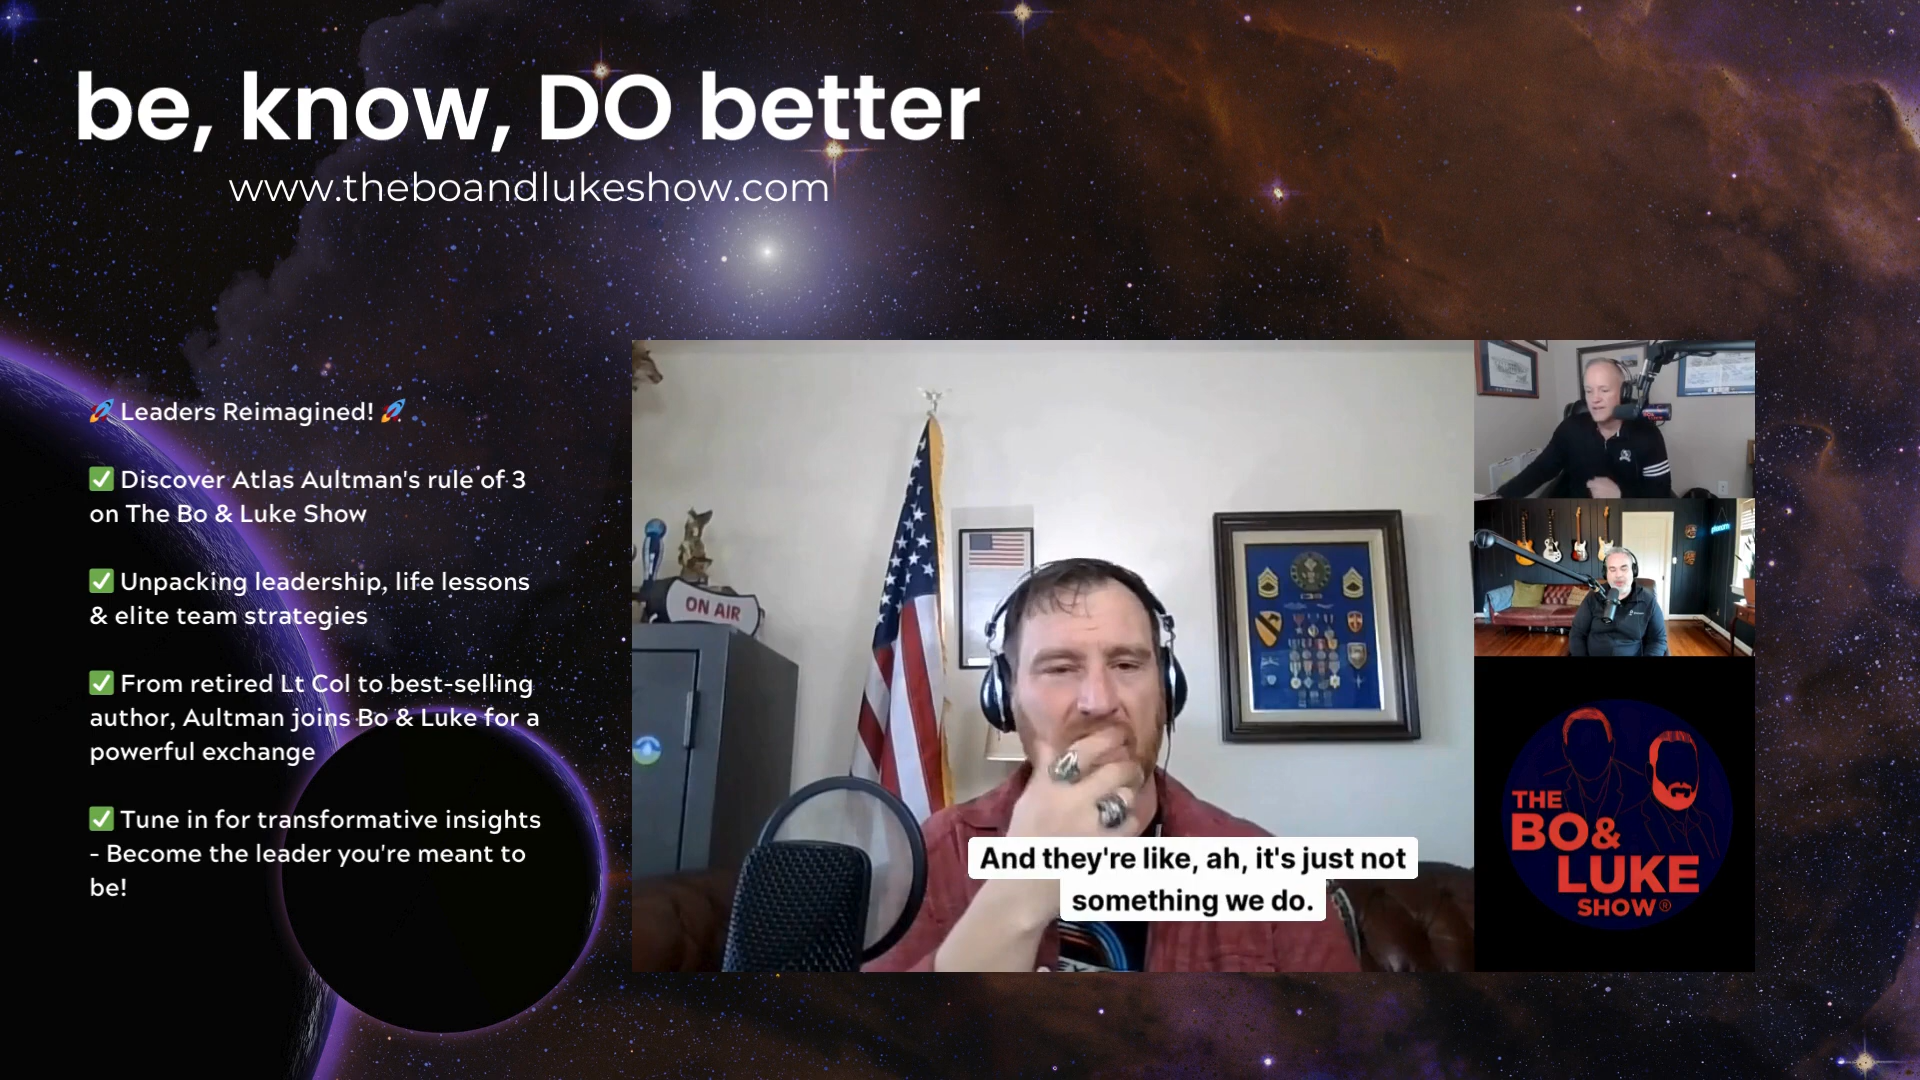 be, know, DO better
www.theboandlukeshow.com
🚀 Leaders Reimagined! 🚀
✅ Discover Atlas Aultman's rule of 3
on The Bo & Luke Show
✅ Unpacking leadership, life lessons
& elite team strategies
✅ From retired Lt Col to best-selling
author, Aultman joins Bo & Luke for a
powerful exchange
✅ Tune in for transformative insights
- Become the leader you're meant to
be!
ON AIR
And they're like, ah, it's just not
something we do.
THE
BO&
LUKE
SHOW®